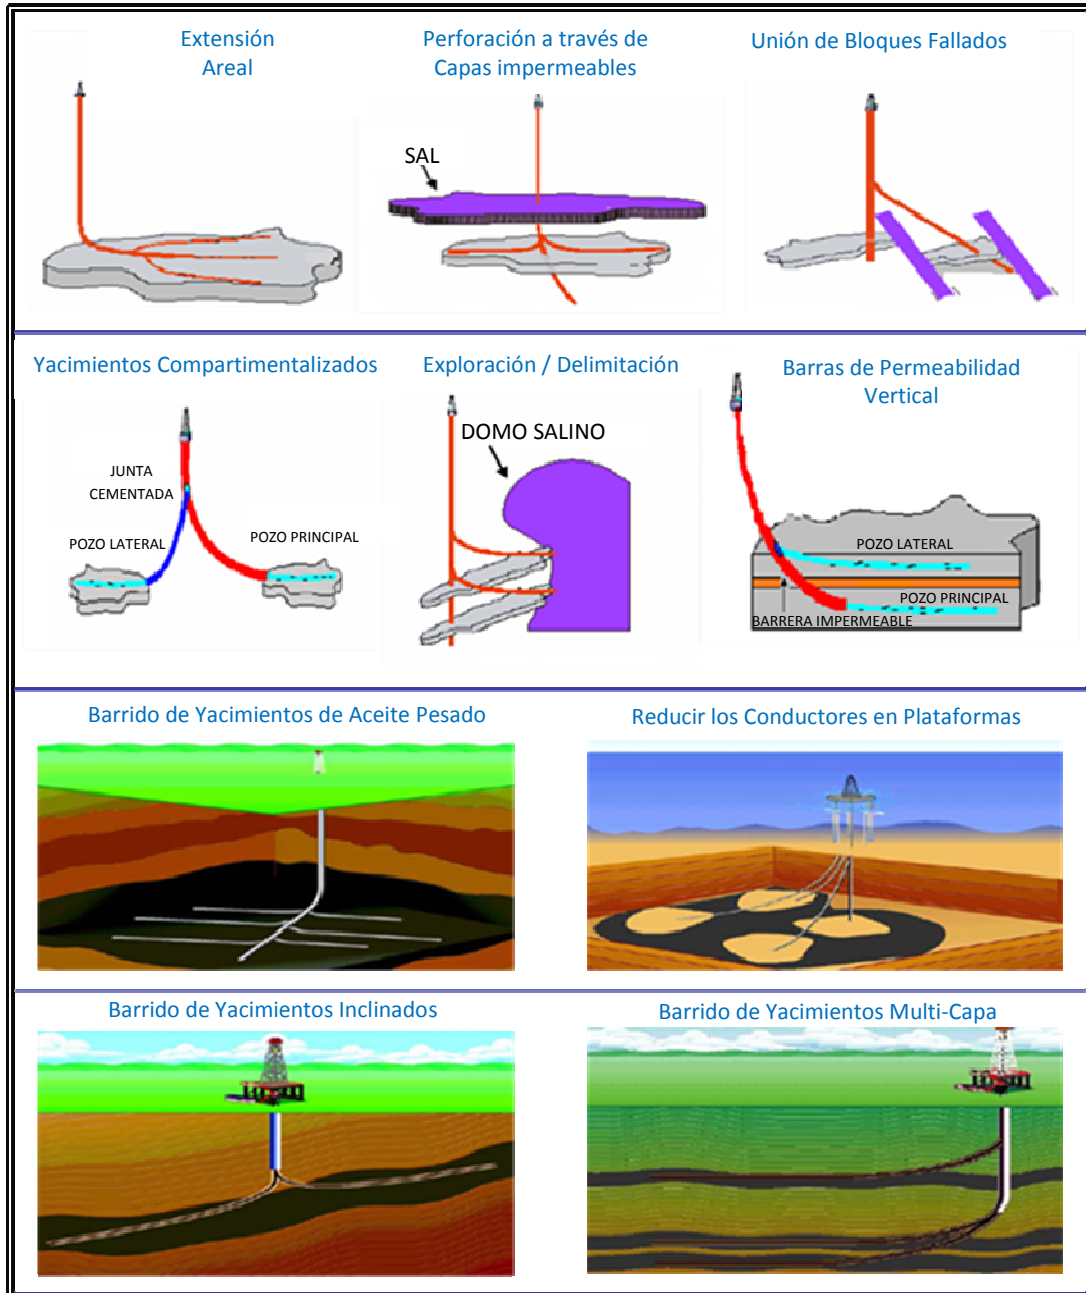 Extensión
Areal
Perforación a través de
Capas impermeables
Unión de Bloques Fallados
SAL
Yacimientos Compartimentalizados
Exploración / Delimitación
Barras de Permeabilidad
Vertical
JUNTA
CEMENTADA
POZO LATERAL
POZO PRINCIPAL
DOMO SALINO
POZO LATERAL
POZO PRINCIPAL
BARRERA IMPERMEABLE
Barrido de Yacimientos de Aceite Pesado
Reducir los Conductores en Plataformas
Barrido de Yacimientos Inclinados
Barrido de Yacimientos Multi-Capa